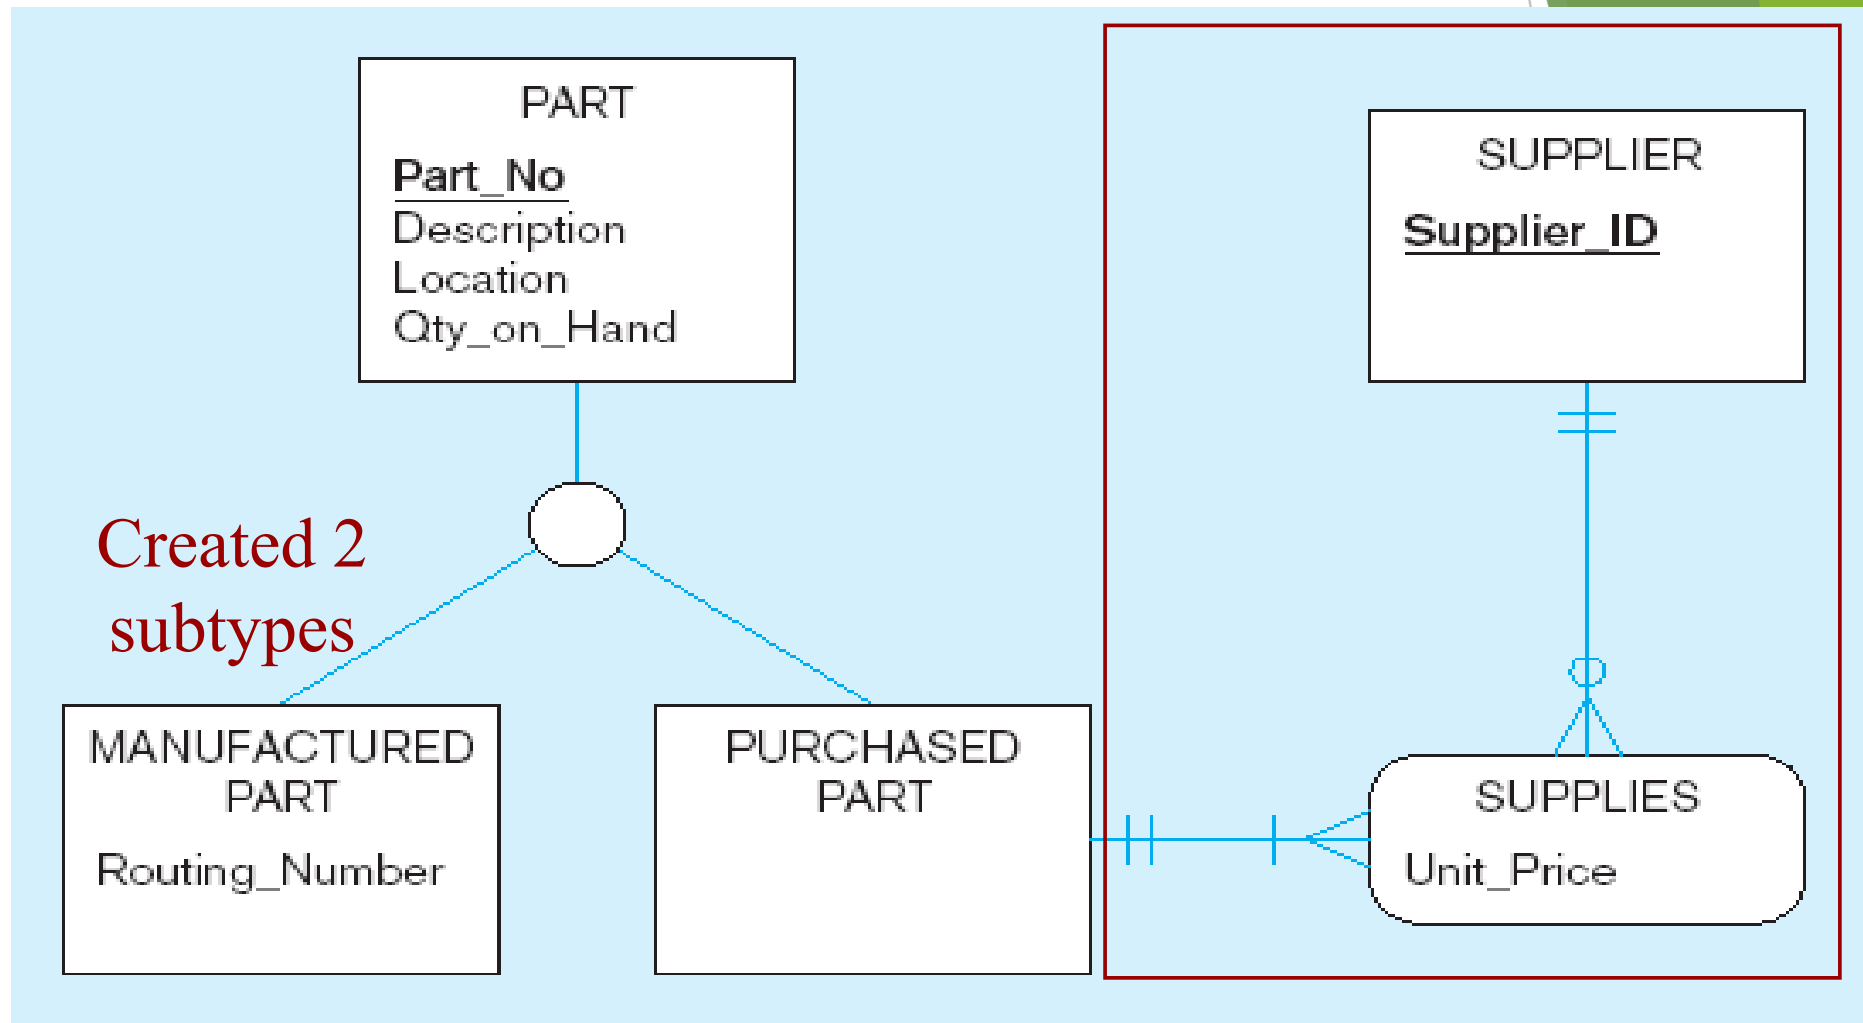 PART
Part_No
Description
Location
Qty_on_Hand
SUPPLIER
Supplier_ID
Created 2
subtypes
MANUFACTURED
PART
Routing_Number
PURCHASED
PART
SUPPLIES
Unit_Price